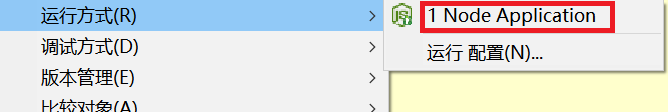 运行方式(R)
1 Node Application
调试方式(D)
运行 配置(N)...
版本管理(E)
比较对象(A)